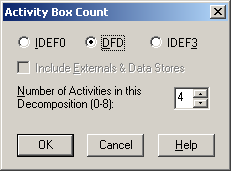 Activity Box Count
IDEF0 DFD IDEF3
Include Externals & Data Stores
Number of Activities in this
Decomposition (0-8):
4
OK Cancel Help